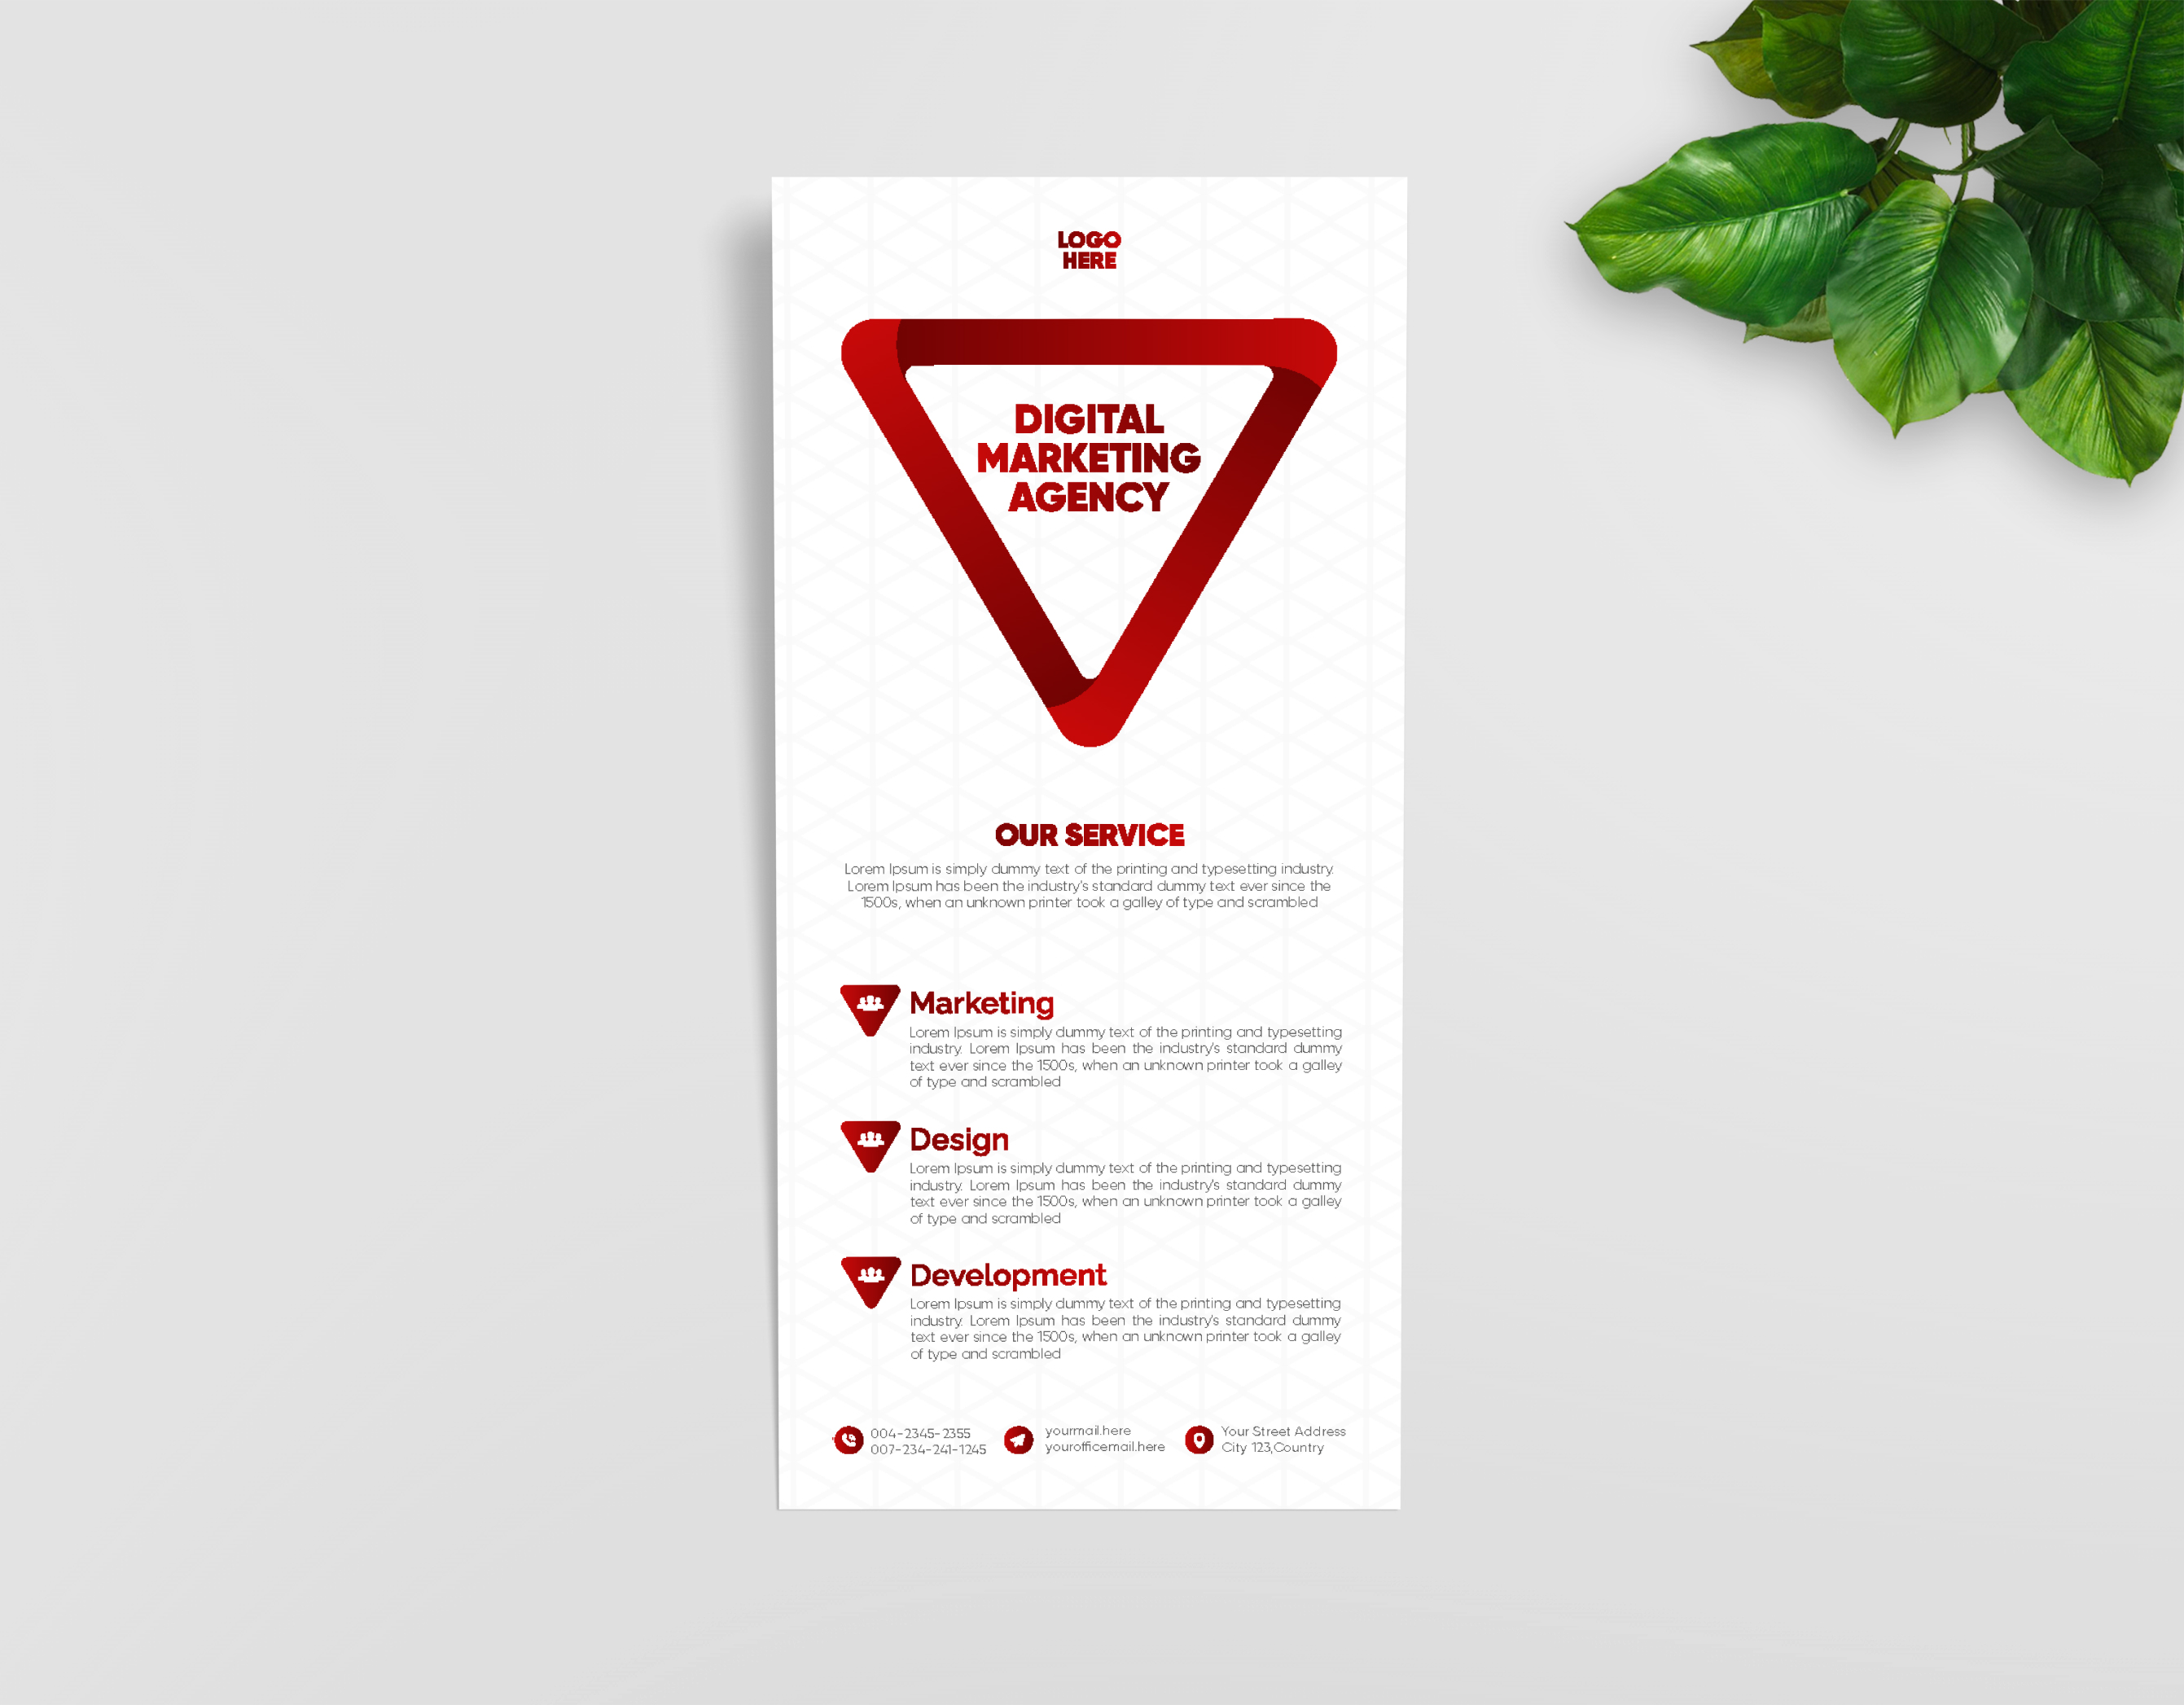 LOGO
HERE
DIGITAL
MARKETING
AGENCY
OUR SERVICE
Lorem Ipsum is simply dummy text of the printing and typesetting industry.
Lorem Ipsum has been the industry's standard dummy text ever since the
1500s, when an unknown printer took a galley of type and scrambled
Marketing
Lorem Ipsum is simply dummy text of the printing and typesetting
industry. Lorem Ipsum has been the industry's standard dummy
text ever since the 1500s, when an unknown printer took a galley
of type and scrambled
Design
Lorem Ipsum is simply dummy text of the printing and typesetting
industry. Lorem Ipsum has been the industry's standard dummy
text ever since the 1500s, when an unknown printer took a galley
of type and scrambled
Development
Lorem Ipsum is simply dummy text of the printing and typesetting
industry. Lorem Ipsum has been the industry's standard dummy
text ever since the 1500s, when an unknown printer took a galley
of type and scrambled
004-2345-2355
007-234-241-1245
yourmail.here
yourofficemail.here
Your Street Address
City 123,Country